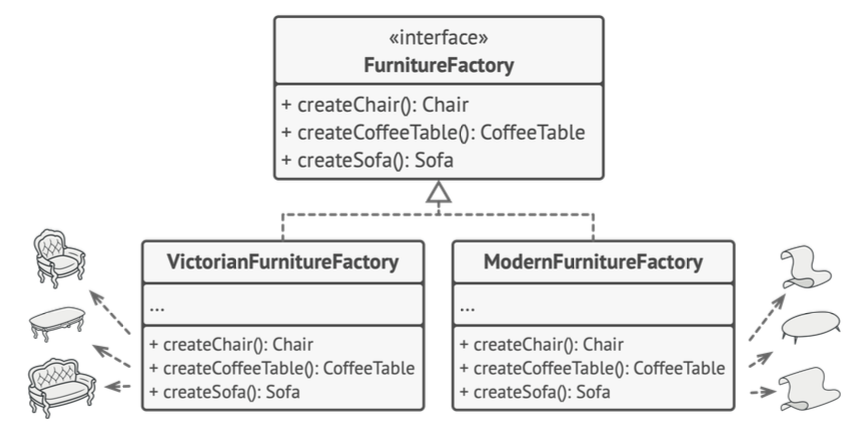 «interface»
FurnitureFactory
+ createChair(): Chair
+ createCoffeeTable(): CoffeeTable
+ createSofa(): Sofa
VictorianFurnitureFactory
...
+ createChair(): Chair
+ createCoffeeTable(): CoffeeTable
+ createSofa(): Sofa
ModernFurnitureFactory
...
+ createChair(): Chair
+ createCoffeeTable(): CoffeeTable
+ createSofa(): Sofa